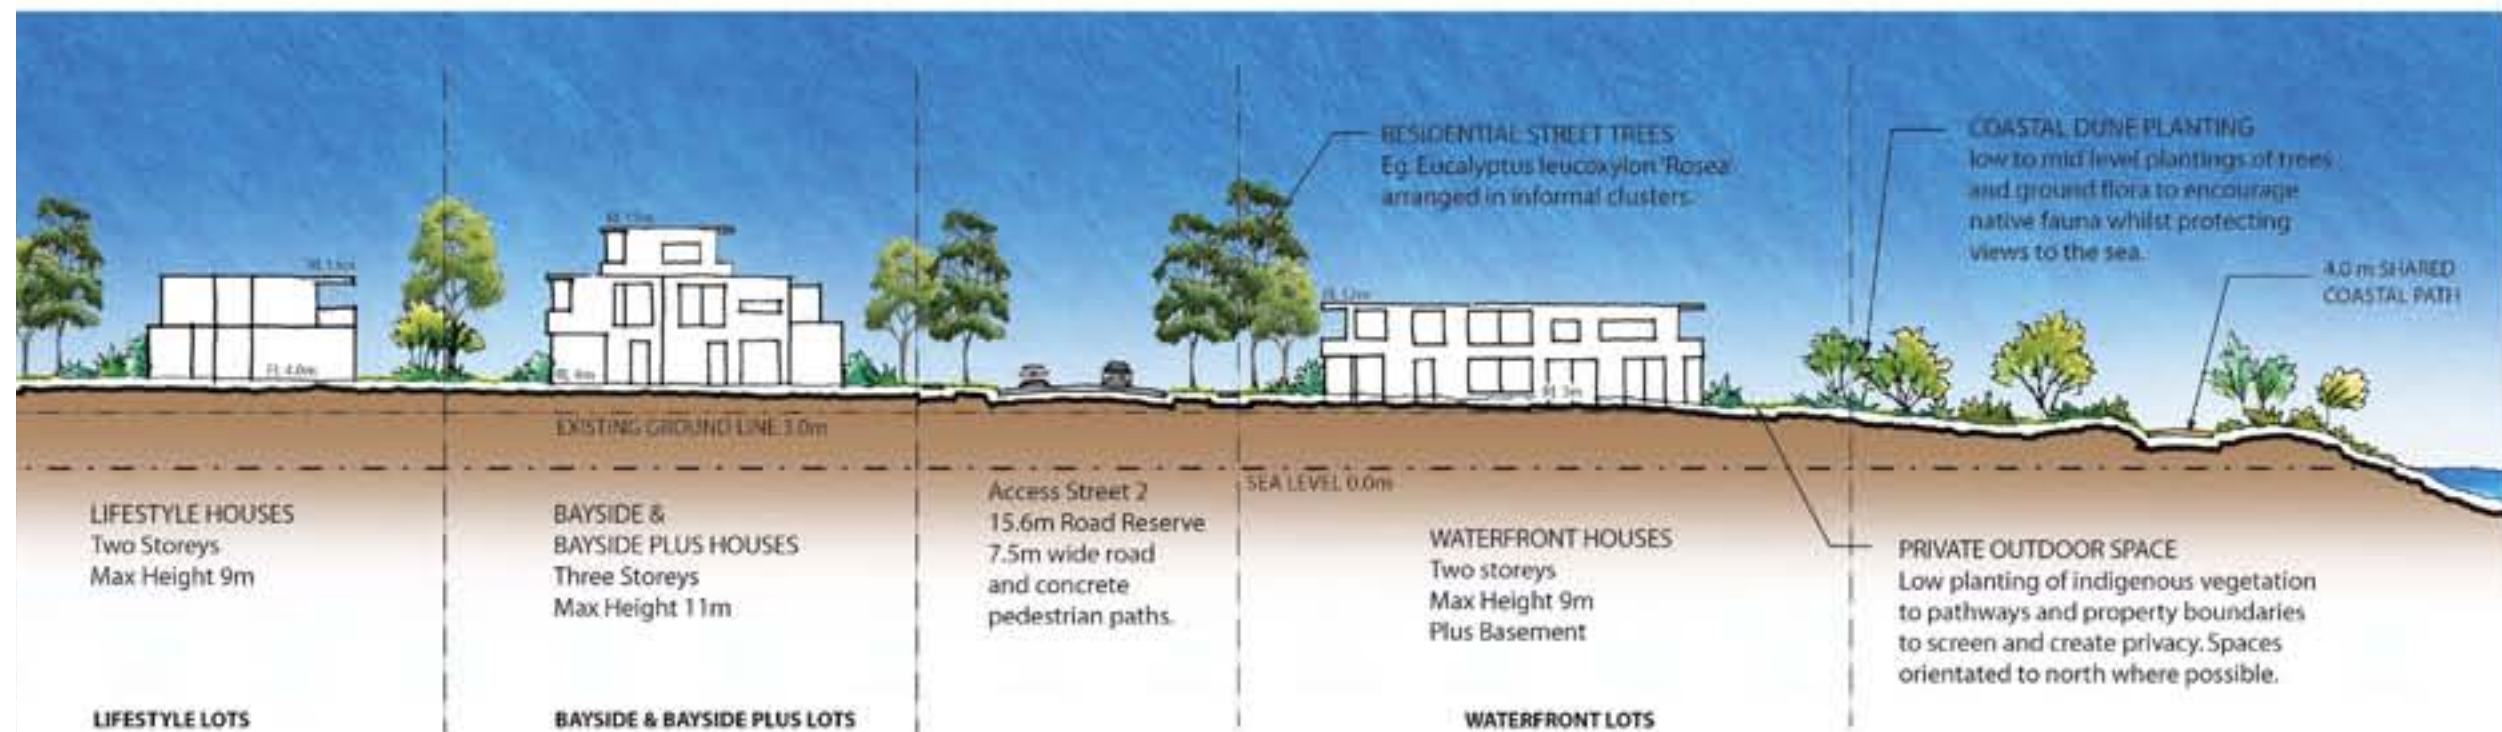 RESIDENTIAL STREET TREES
Eg. Eucalyptus leucoxylon 'Rosea'
arranged in informal clusters.
COASTAL DUNE PLANTING
low to mid level plantings of trees
and ground flora to encourage
native fauna whilst protecting
views to the sea.
4.0 m SHARED
COASTAL PATH
FL 4.0m
EXISTING GROUND LINE 3.0m
SEA LEVEL 0.0m
LIFESTYLE HOUSES
Two Storeys
Max Height 9m
BAYSIDE &
BAYSIDE PLUS HOUSES
Three Storeys
Max Height 11m
Access Street 2
15.6m Road Reserve
7.5m wide road
and concrete
pedestrian paths.
WATERFRONT HOUSES
Two storeys
Max Height 9m
Plus Basement
PRIVATE OUTDOOR SPACE
Low planting of indigenous vegetation
to pathways and property boundaries
to screen and create privacy. Spaces
orientated to north where possible.
LIFESTYLE LOTS
BAYSIDE & BAYSIDE PLUS LOTS
WATERFRONT LOTS